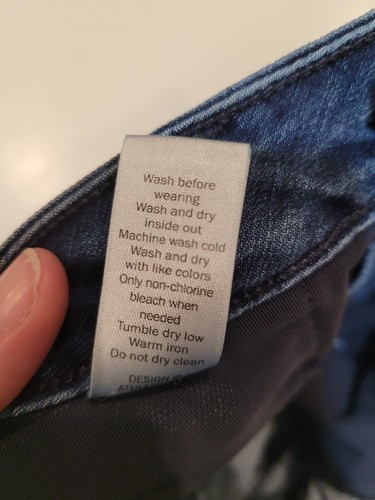 Wash before
wearing
Wash and dry
inside out
Machine wash cold
Wash and dry
with like colors
Only non-chlorine
bleach when
needed
Tumble dry low
Warm iron
Do not dry clean
DESIGN